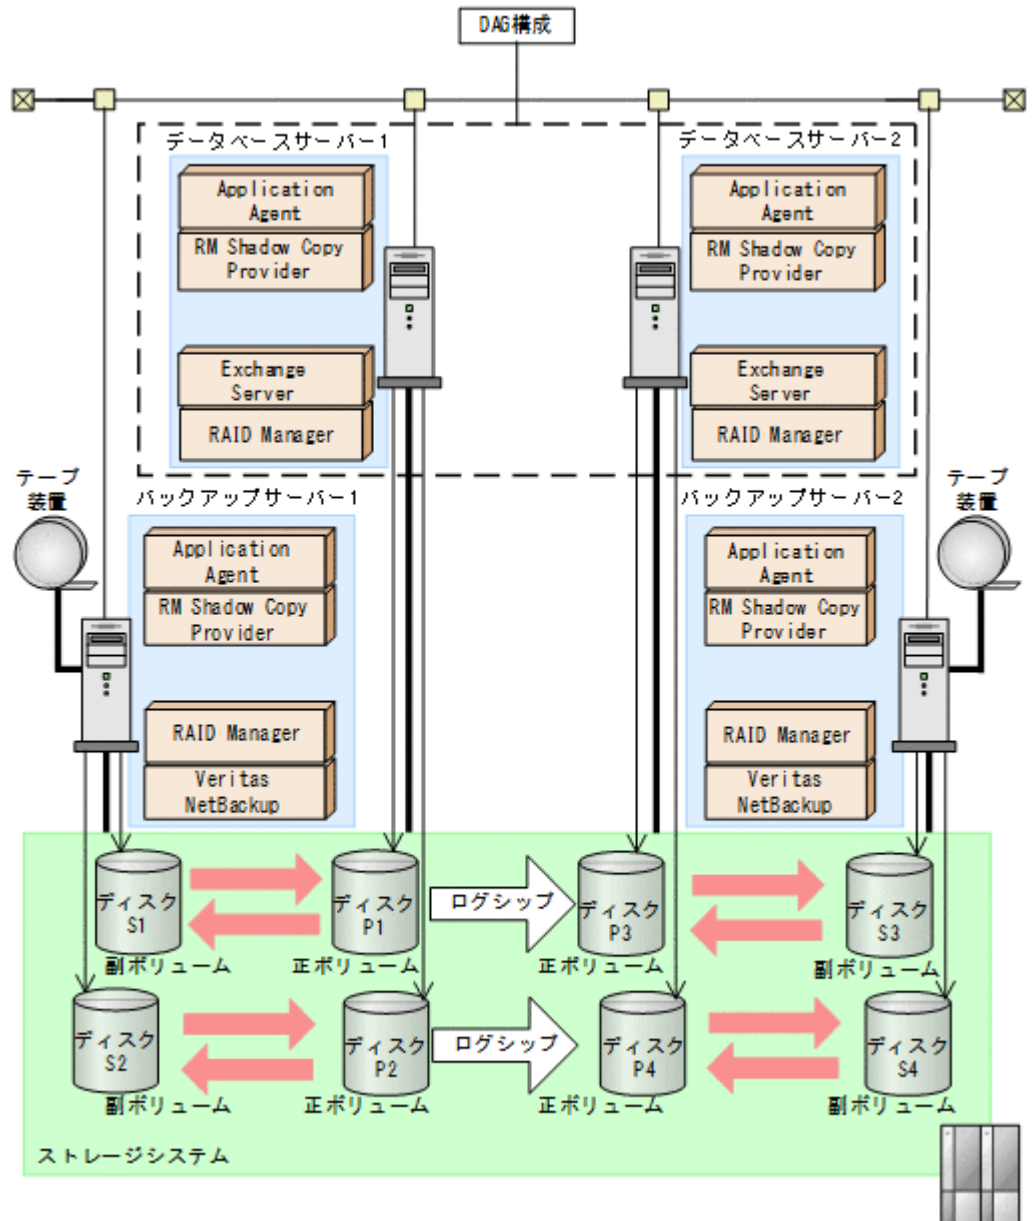 DAG構成
データベースサーバー1
データベースサーバー2
Application
Agent
RM Shadow Copy
Provider
Exchange
Server
RAID Manager
Application
Agent
RM Shadow Copy
Provider
Exchange
Server
RAID Manager
テープ
装置
バックアップサーバー1
バックアップサーバー2
テープ
装置
Application
Agent
RM Shadow Copy
Provider
RAID Manager
Veritas
NetBackup
Application
Agent
RM Shadow Copy
Provider
RAID Manager
Veritas
NetBackup
ディスク
S1
ディスク
P1
ログシップ
ディスク
P3
ディスク
S3
副ボリューム
正ボリューム
正ボリューム
副ボリューム
ディスク
S2
ディスク
P2
ログシップ
ディスク
P4
ディスク
S4
副ボリューム
正ボリューム
正ボリューム
副ボリューム
ストレージシステム